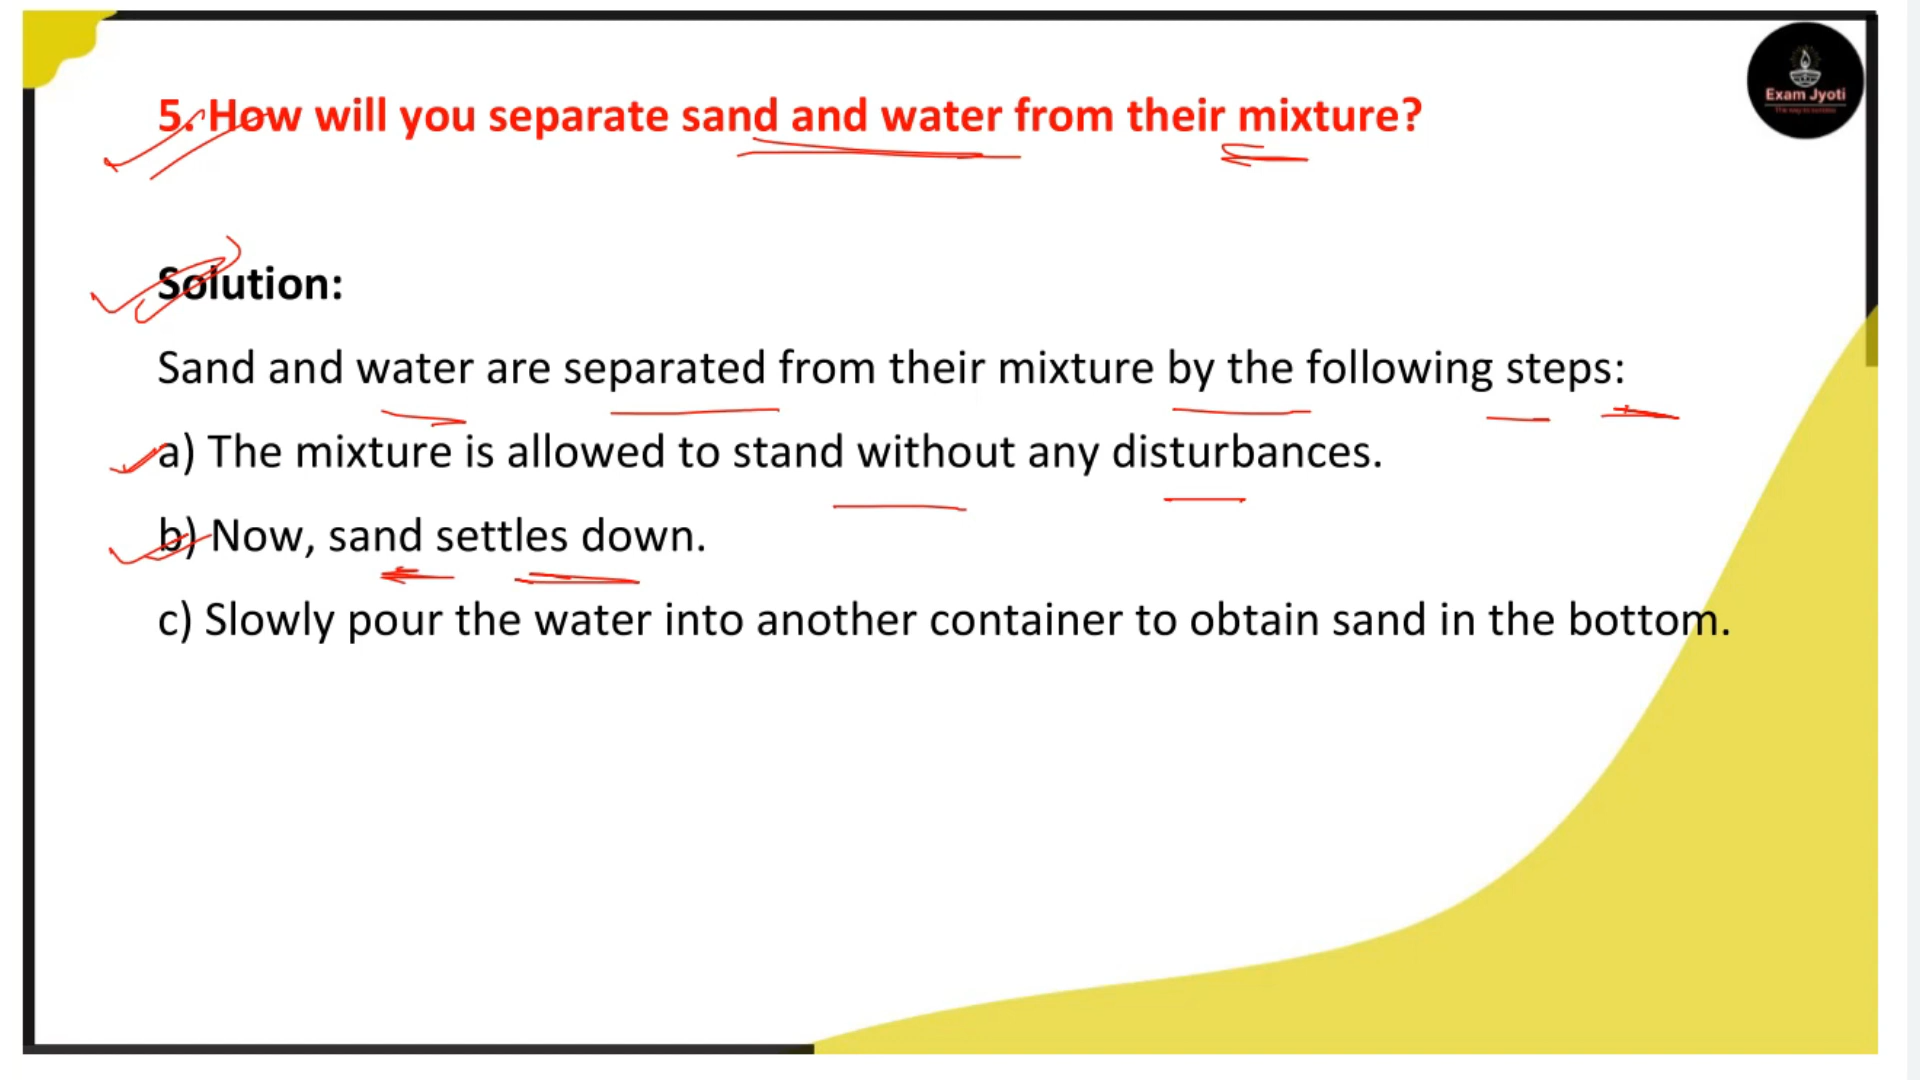 5. How will you separate sand and water from their mixture?
Exam Jyoti
Solution:
Sand and water are separated from their mixture by the following steps:
a) The mixture is allowed to stand without any disturbances.
b) Now, sand settles down.
c) Slowly pour the water into another container to obtain sand in the bottom.